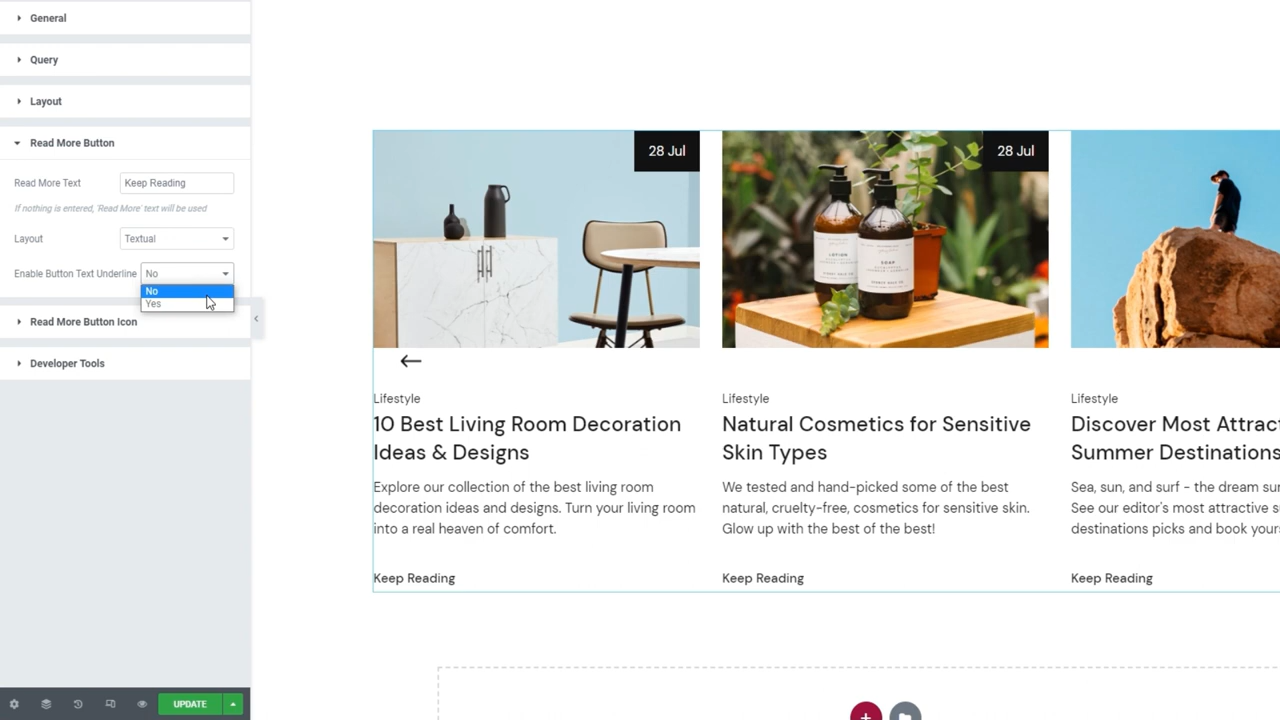 General
Query
Layout
Read More Button
Read More Text
Keep Reading
If nothing is entered, 'Read More' text will be used
Layout
Textual
Enable Button Text Underline
No
No
Yes
Read More Button Icon
Developer Tools
UPDATE
28 Jul
28 Jul
LOTION
SOAP
Lifestyle
10 Best Living Room Decoration
Ideas & Designs
Explore our collection of the best living room
decoration ideas and designs. Turn your living room
into a real heaven of comfort.
Keep Reading
Lifestyle
Natural Cosmetics for Sensitive
Skin Types
We tested and hand-picked some of the best
natural, cruelty-free, cosmetics for sensitive skin.
Glow up with the best of the best!
Keep Reading
Lifestyle
Discover Most Attract
Summer Destinations
Sea, sun, and surf - the dream su
See our editor's most attractive s
destinations picks and book your
Keep Reading